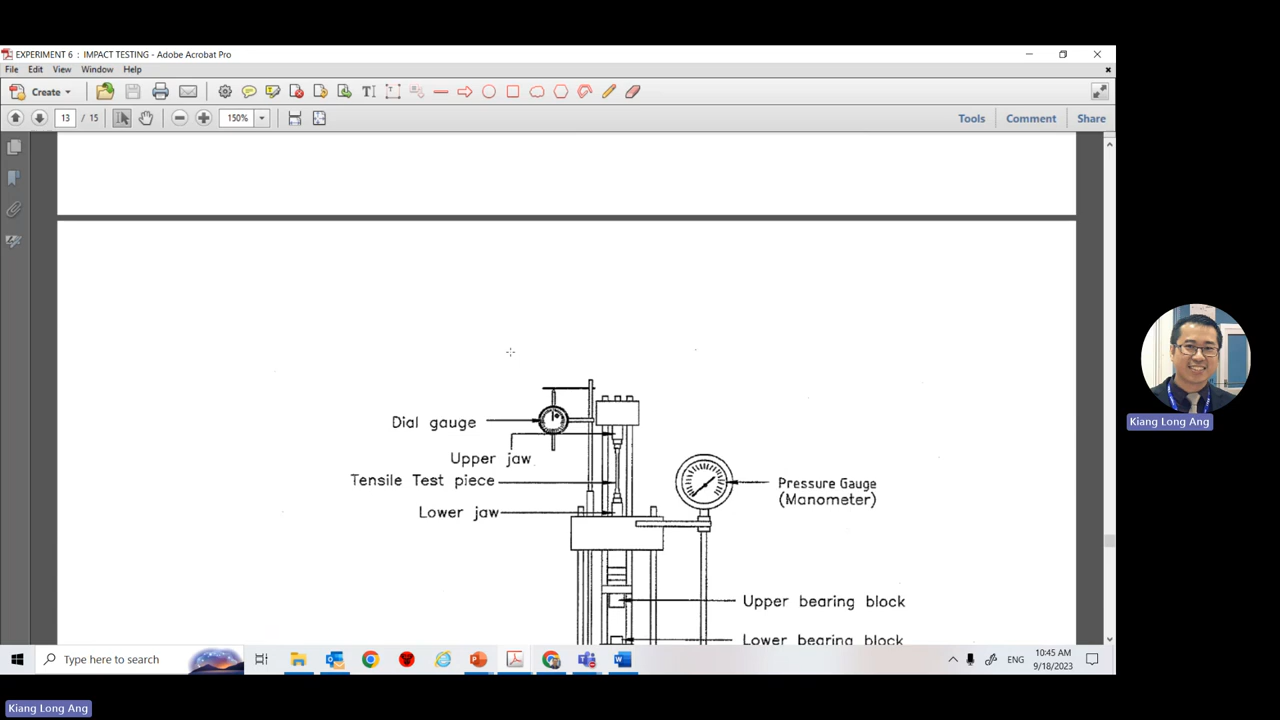 EXPERIMENT 6 : IMPACT TESTING - Adobe Acrobat Pro
File Edit View Window Help
Create
13 / 15
150%
Tools Comment Share
Dial gauge
Upper jaw
Tensile Test piece
Lower jaw
Pressure Gauge
(Manometer)
Upper bearing block
Lower bearing block
Kiang Long Ang
Type here to search
ENG
10:45 AM
9/18/2023
Kiang Long Ang